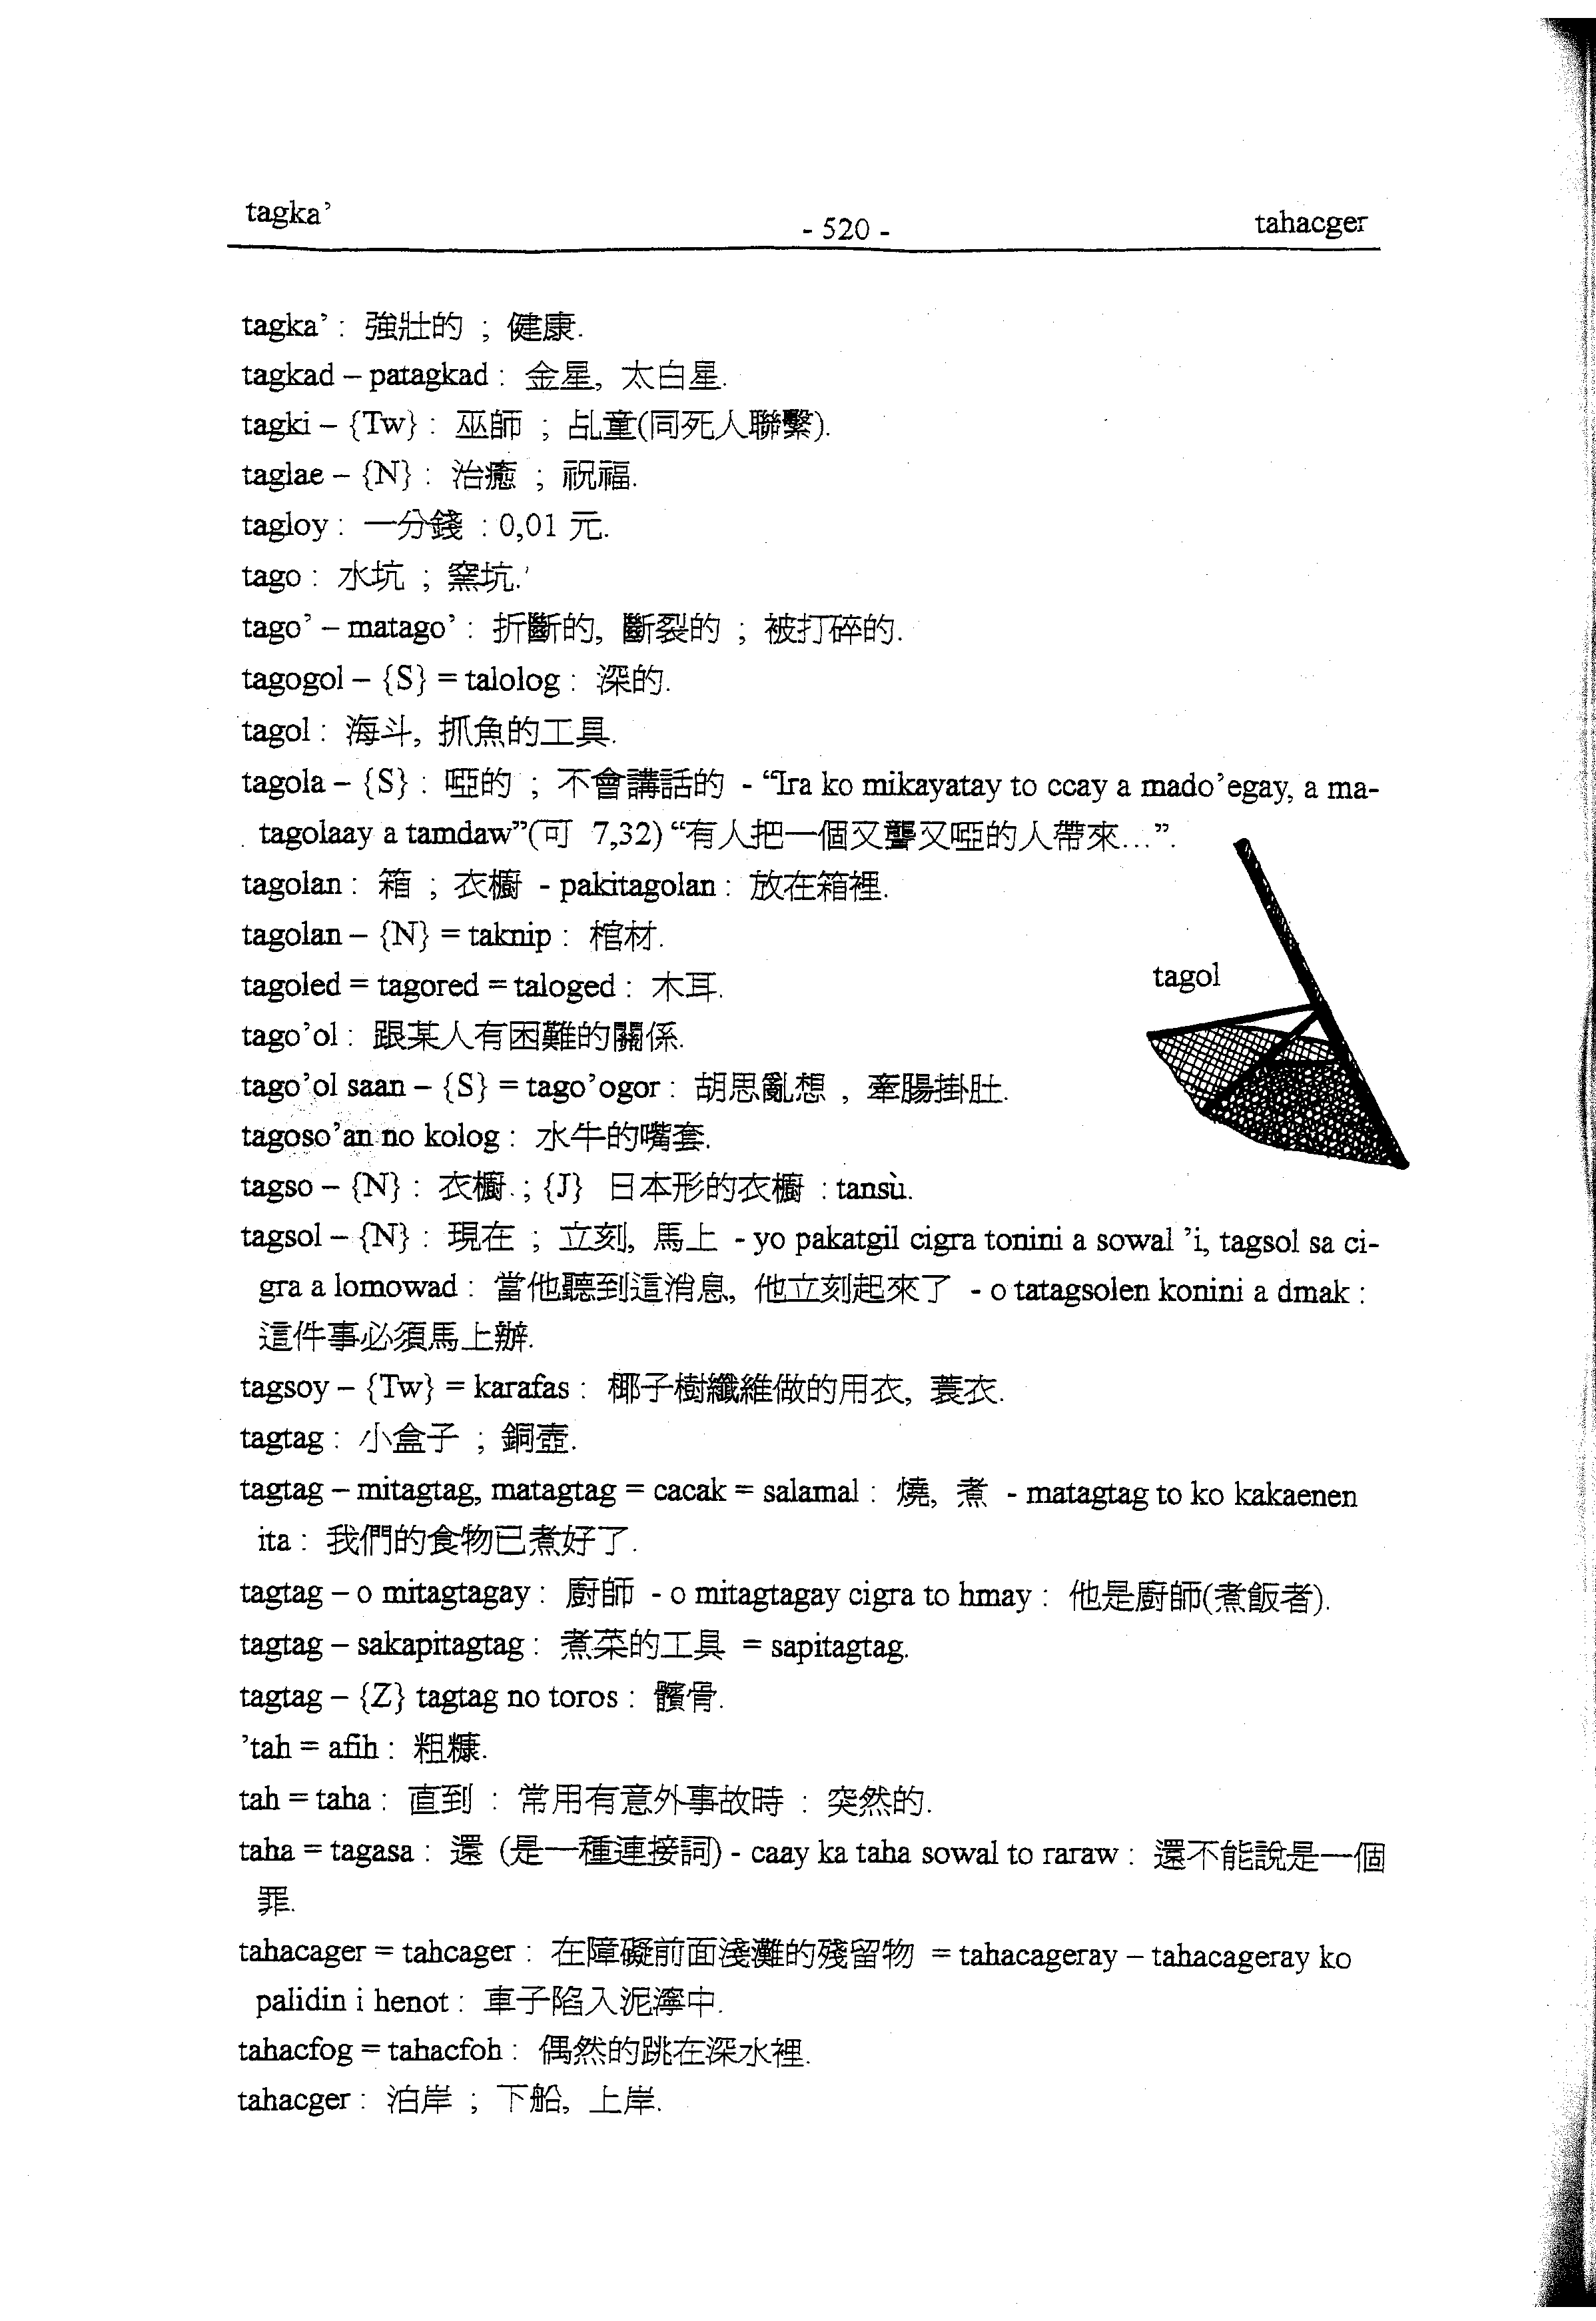 tagka’
- 520 -
tahacger
tagka’ : 強壯的 ; 健康.
tagkad – patagkad : 金星, 太白星.
tagki – {Tw} : 巫師 ; 乩童(同死人聯繫).
taglae – {N} : 治癒 ; 祝福.
tagloy : 一分錢 : 0,01 元.
tago : 水坑 ; 窯坑.
tago’ – matago’ : 折斷的, 斷裂的 ; 被打碎的.
tagogol – {S} = talolog : 深的.
tagol : 海斗, 抓魚的工具.
tagola – {S} : 啞的 ; 不會講話的 - “Ira ko mikayatay to ccay a mado’egay, a ma-
tagolaay a tamdaw”(可 7,32) “有人把一個又聾又啞的人帶來...”.
tagolan : 箱 ; 衣櫥 - pakitagolan : 放在箱裡.
tagolan – {N} = taknip : 棺材.
tagoled = tagored = taloged : 木耳.
tagol
tago’ol : 跟某人有困難的關係.
tago’ol saan – {S} = tago’ogor : 胡思亂想 , 牽腸掛肚.
tagoso’an no kolog : 水牛的嘴套.
tagso – {N} : 衣櫥 ; {J} 日本形的衣櫥 : tansù.
tagsol – {N} : 現在 ; 立刻, 馬上 - yo pakatgil cigra tonini a sowal ’i, tagsol sa ci-
gra a lomowad : 當他聽到這消息, 他立刻起來了 - o tatagsolen konini a dmak :
這件事必須馬上辦.
tagsoy – {Tw} = karafas : 椰子樹纖維做的用衣, 蓑衣.
tagtag : 小盒子 ; 銅壺.
tagtag – mitagtag, matagtag = cacak = salamal : 燒, 煮 - matagtag to ko kakaenen
ita : 我們的食物已煮好了.
tagtag – o mitagtagay : 廚師 - o mitagtagay cigra to hmay : 他是廚師(煮飯者).
tagtag – sakapitagtag : 煮菜的工具 = sapitagtag.
tagtag – {Z} tagtag no toros : 髕骨.
’tah = afih : 粗糠.
tah = taha : 直到 : 常用有意外事故時 : 突然的.
taha = tagasa : 還 (是一種連接詞) - caay ka taha sowal to raraw : 還不能說是一個
罪.
tahacager = tahcager : 在障礙前面淺灘的殘留物 = tahacageray – tahacageray ko
palidin i henot : 車子陷入泥濘中.
tahacfog = tahacfoh : 偶然的跳在深水裡.
tahacger : 泊岸 ; 下船, 上岸.